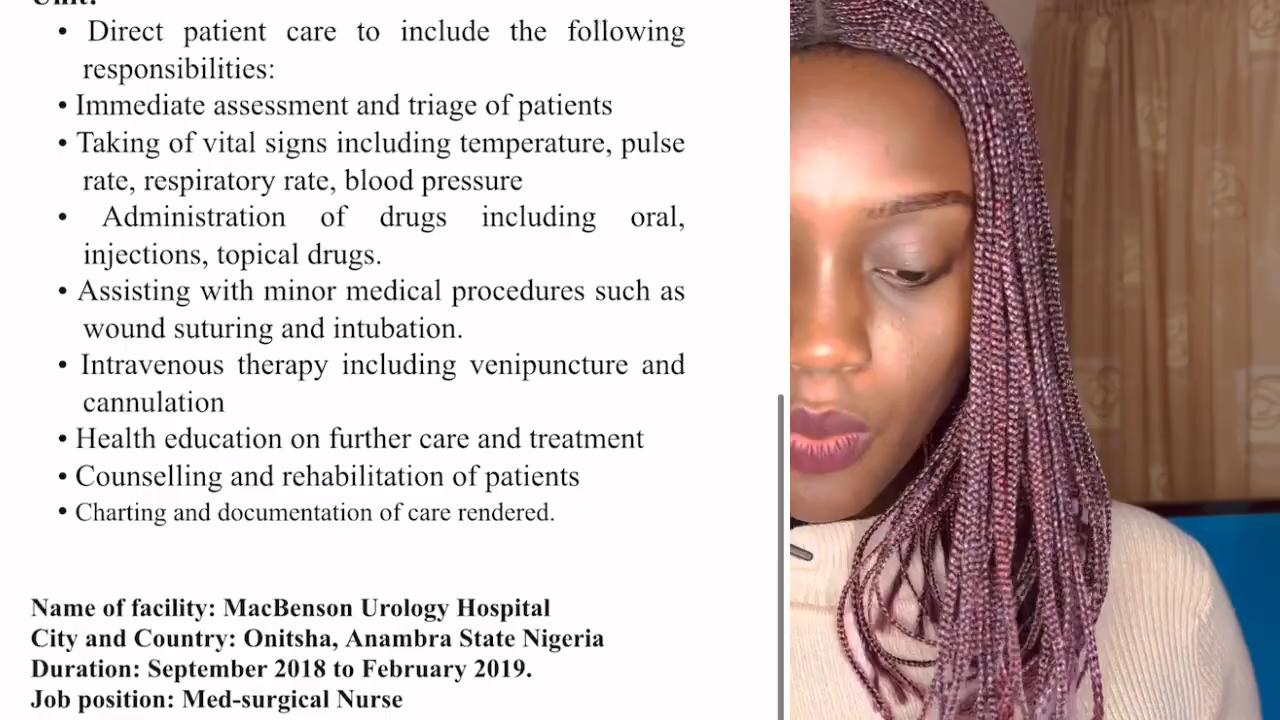 Unit:
• Direct patient care to include the following
responsibilities:
• Immediate assessment and triage of patients
• Taking of vital signs including temperature, pulse
rate, respiratory rate, blood pressure
• Administration of drugs including oral,
injections, topical drugs.
• Assisting with minor medical procedures such as
wound suturing and intubation.
• Intravenous therapy including venipuncture and
cannulation
• Health education on further care and treatment
• Counselling and rehabilitation of patients
• Charting and documentation of care rendered.
Name of facility: MacBenson Urology Hospital
City and Country: Onitsha, Anambra State Nigeria
Duration: September 2018 to February 2019.
Job position: Med-surgical Nurse